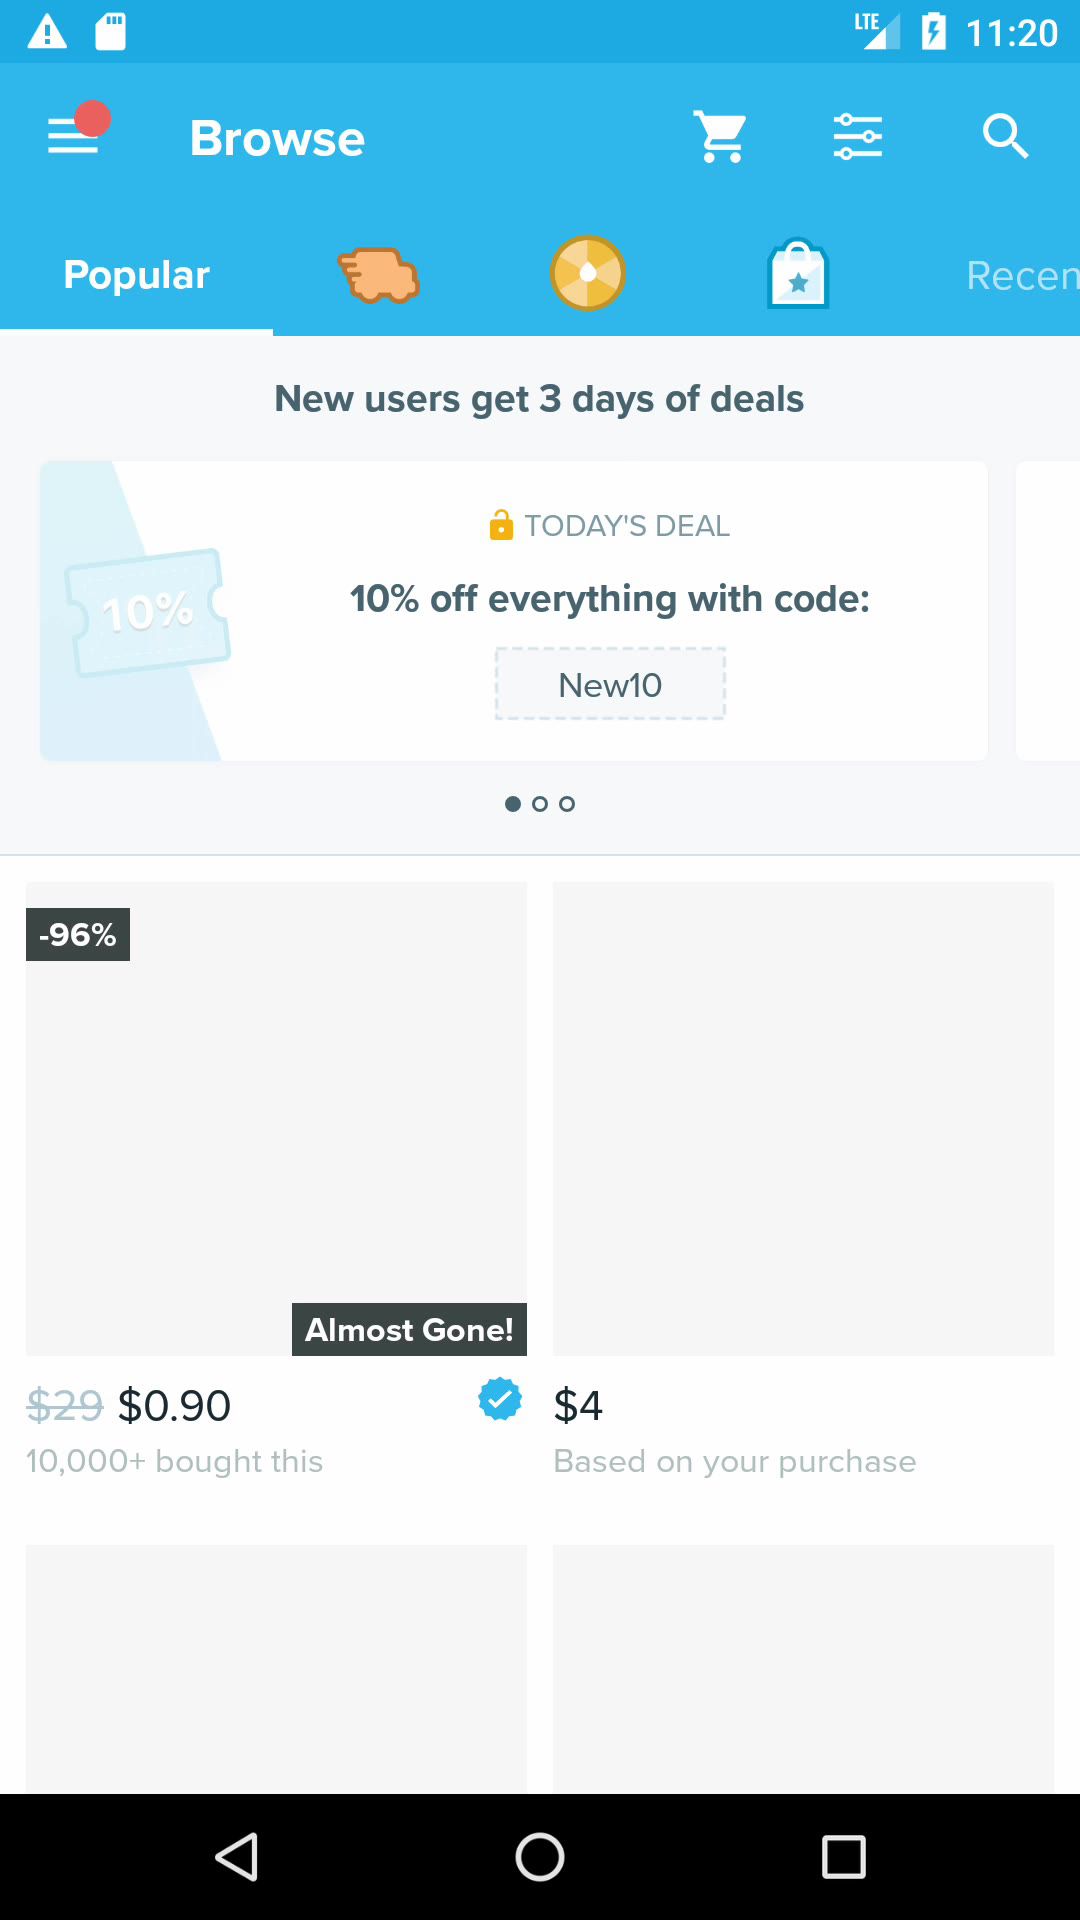 LTE 11:20
Browse
Popular
Recen
New users get 3 days of deals
TODAY'S DEAL
10%
10% off everything with code:
New10
-96%
Almost Gone!
$29 $0.90
$4
10,000+ bought this
Based on your purchase